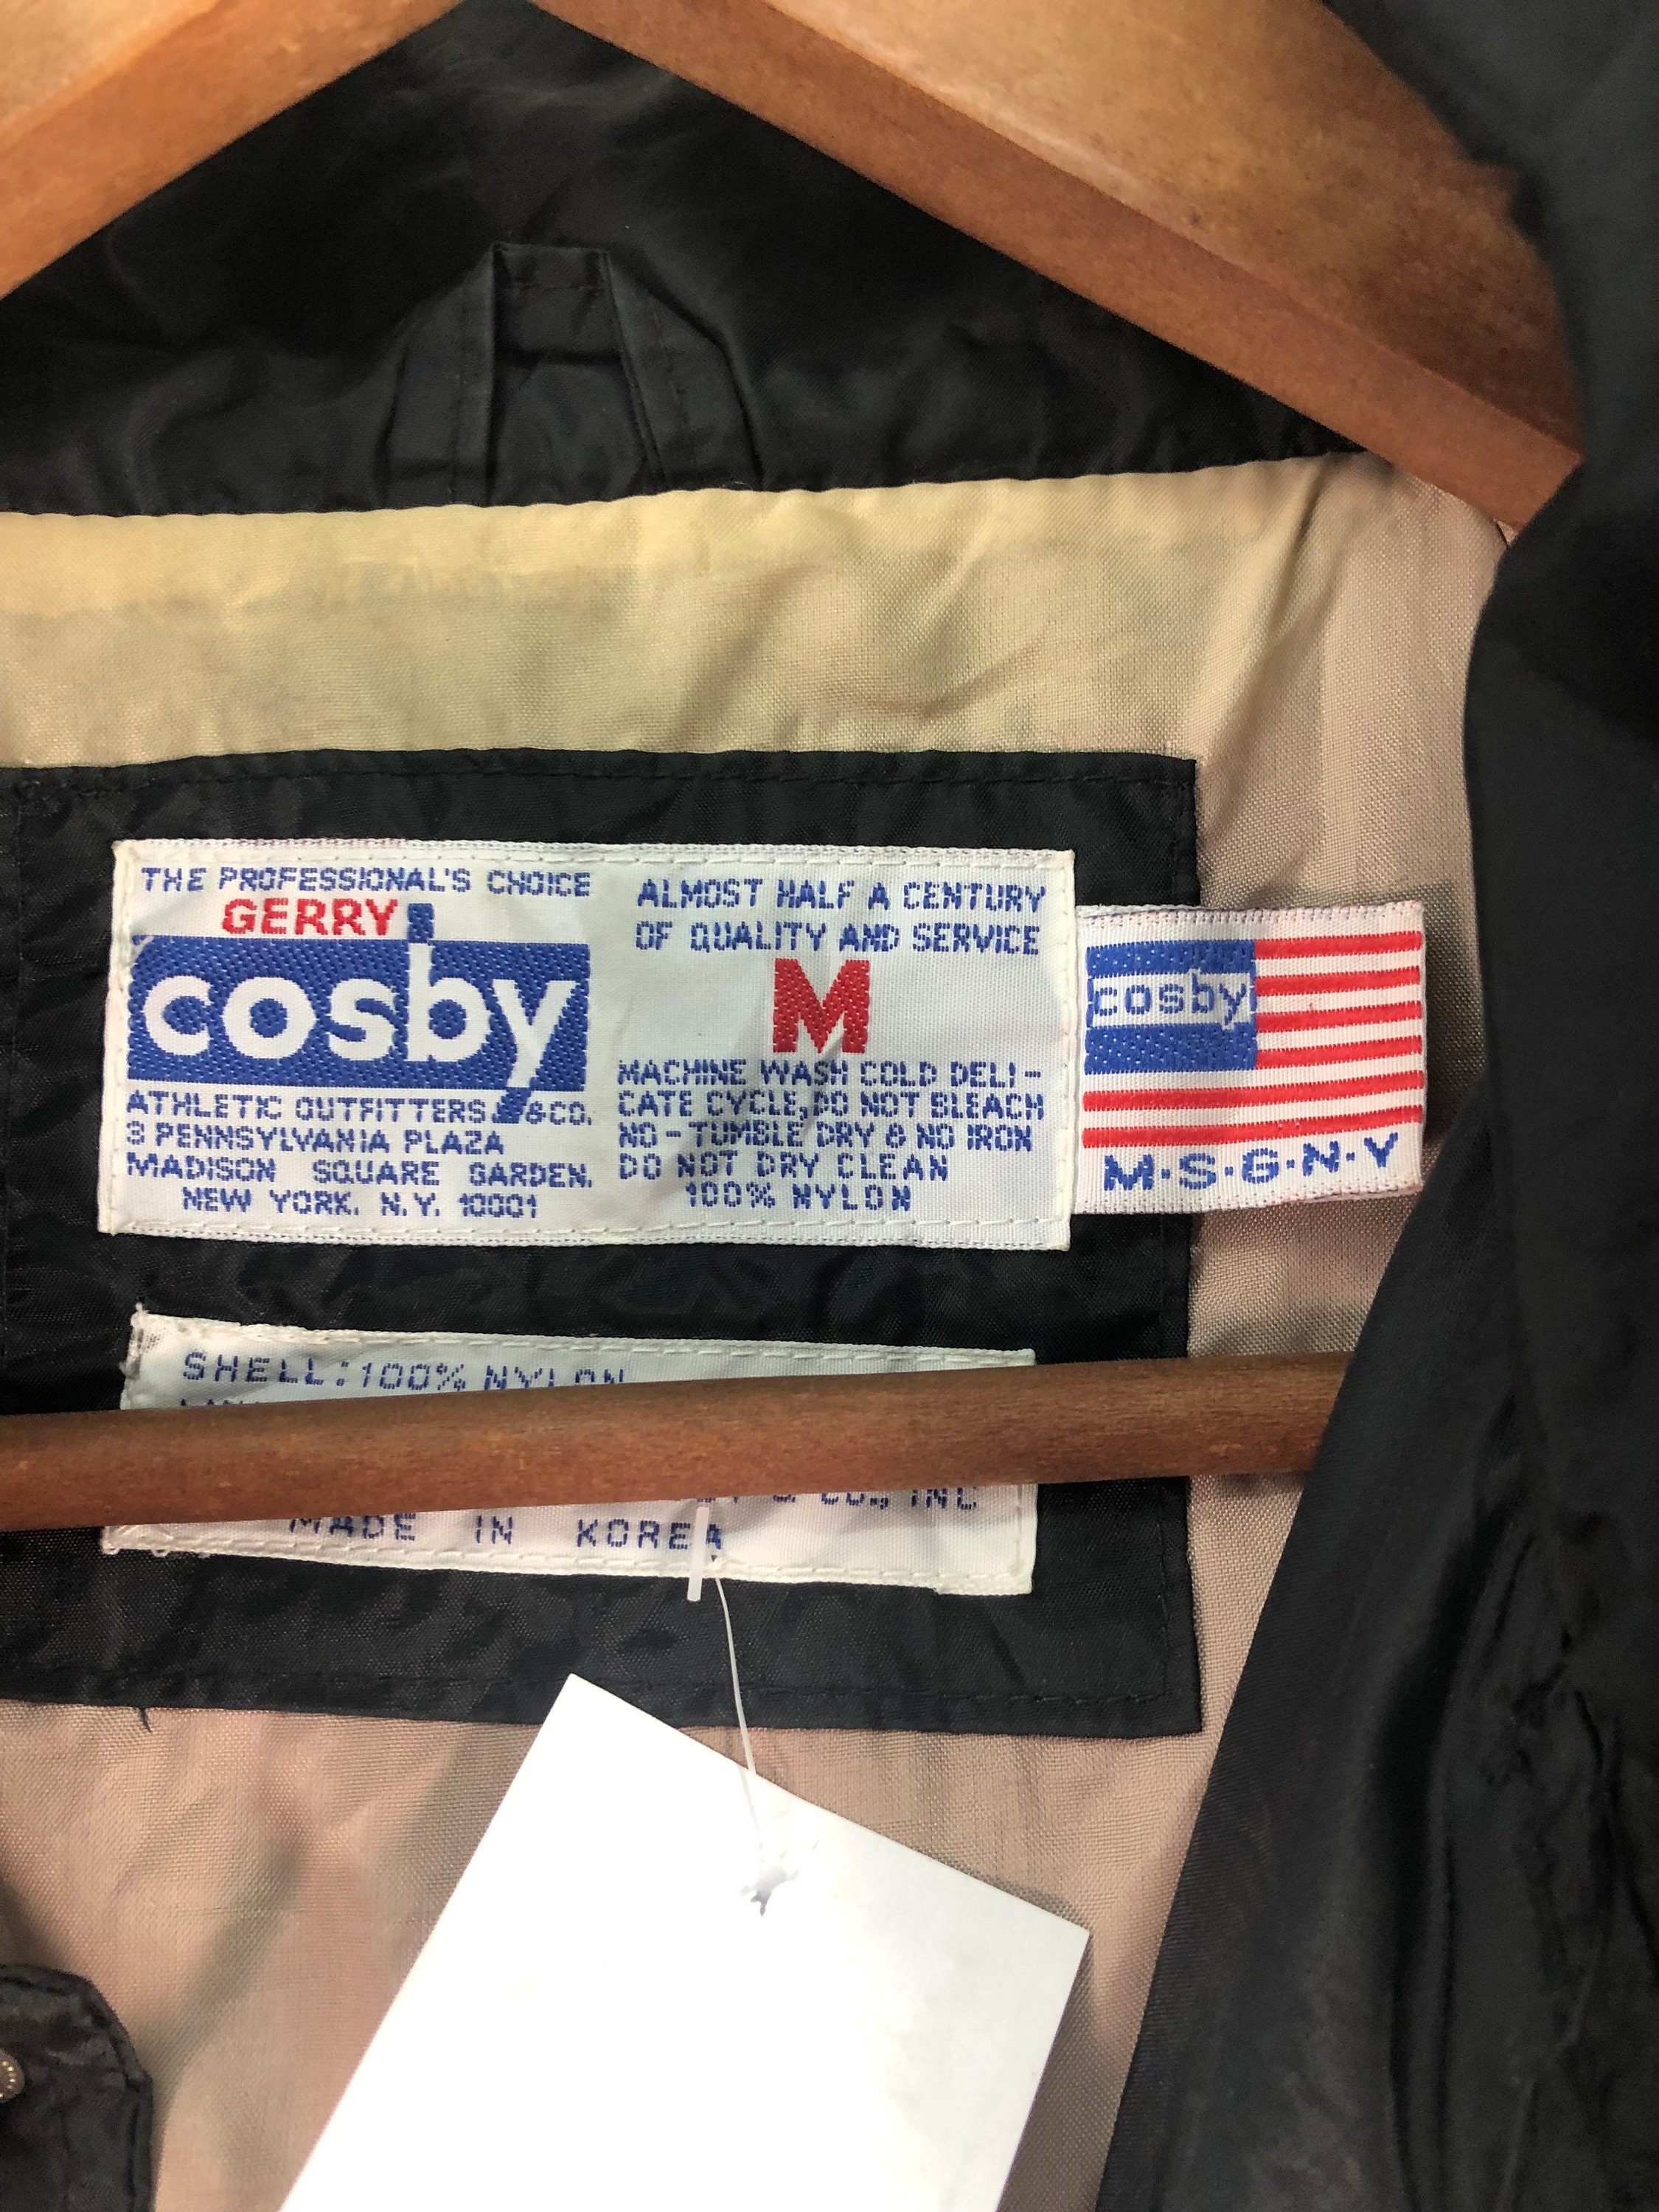 THE PROFESSIONAL'S CHOICE
GERRY
cosby
ATHLETIC OUTFITTERS & CO.
3 PENNSYLVANIA PLAZA
MADISON SQUARE GARDEN.
NEW YORK. N.Y. 10001
ALMOST HALF A CENTURY
OF QUALITY AND SERVICE
M
MACHINE WASH COLD DELI-
CATE CYCLE, DO NOT BLEACH
NO-TUMBLE DRY & NO IRON
DO NOT DRY CLEAN
100% NYLON
cosby
M·S·G·N·Y
SHELL:100% NYLON
& CO., INC
MADE IN KOREA